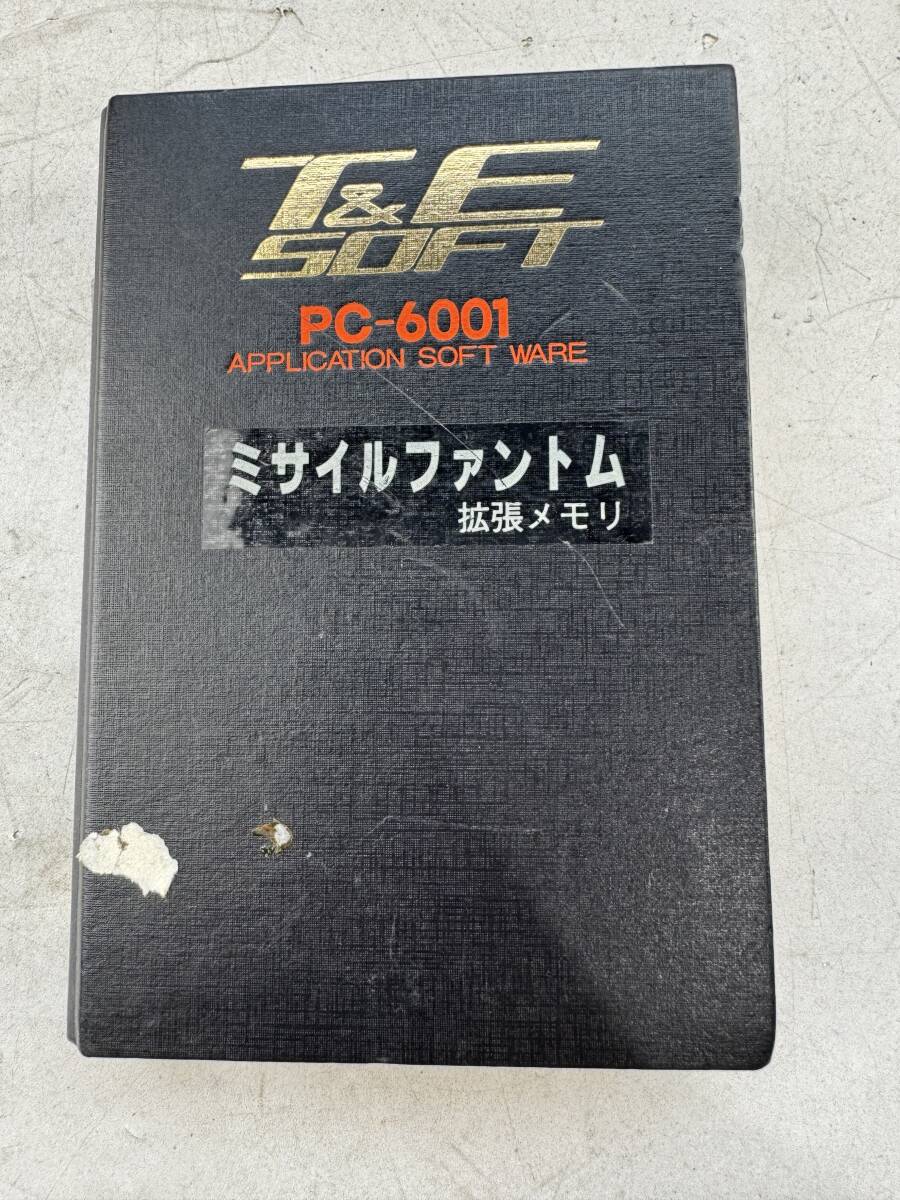 T&E
SOFT
PC-6001
APPLICATION SOFT WARE
ミサイルファントム
拡張メモリ